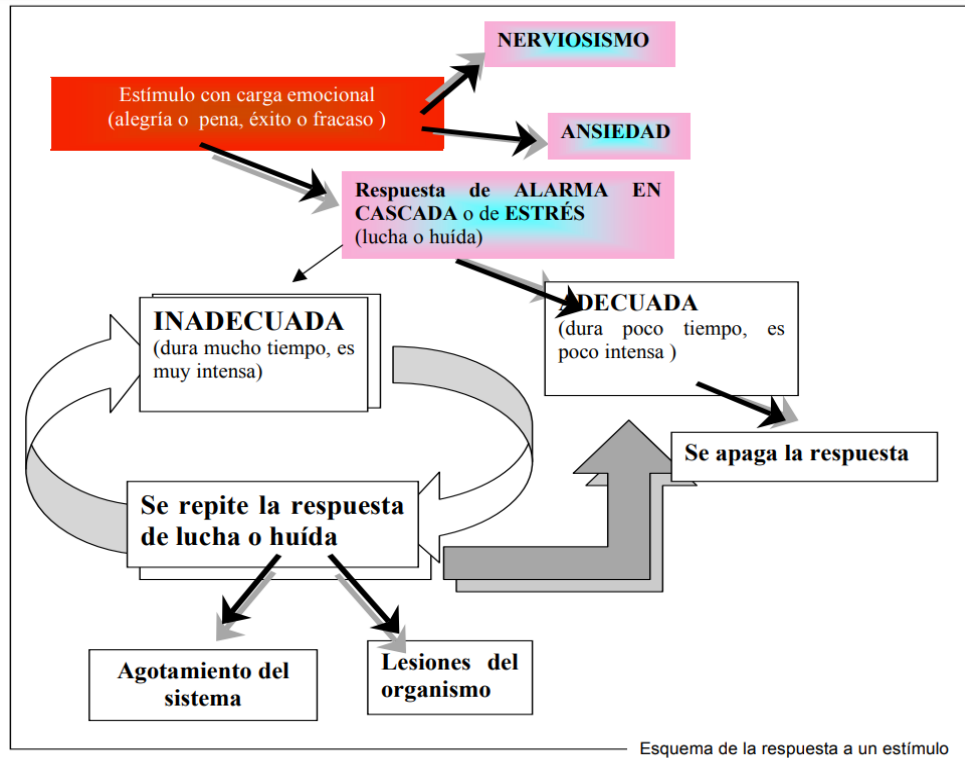 NERVIOSISMO
Estímulo con carga emocional
(alegría o pena, éxito o fracaso )
ANSIEDAD
Respuesta de ALARMA EN
CASCADA o de ESTRÉS
(lucha o huída)
INADECUADA
(dura mucho tiempo, es
muy intensa)
ADECUADA
(dura poco tiempo, es
poco intensa )
Se apaga la respuesta
Se repite la respuesta
de lucha o huída
Agotamiento del
sistema
Lesiones del
organismo
Esquema de la respuesta a un estímulo